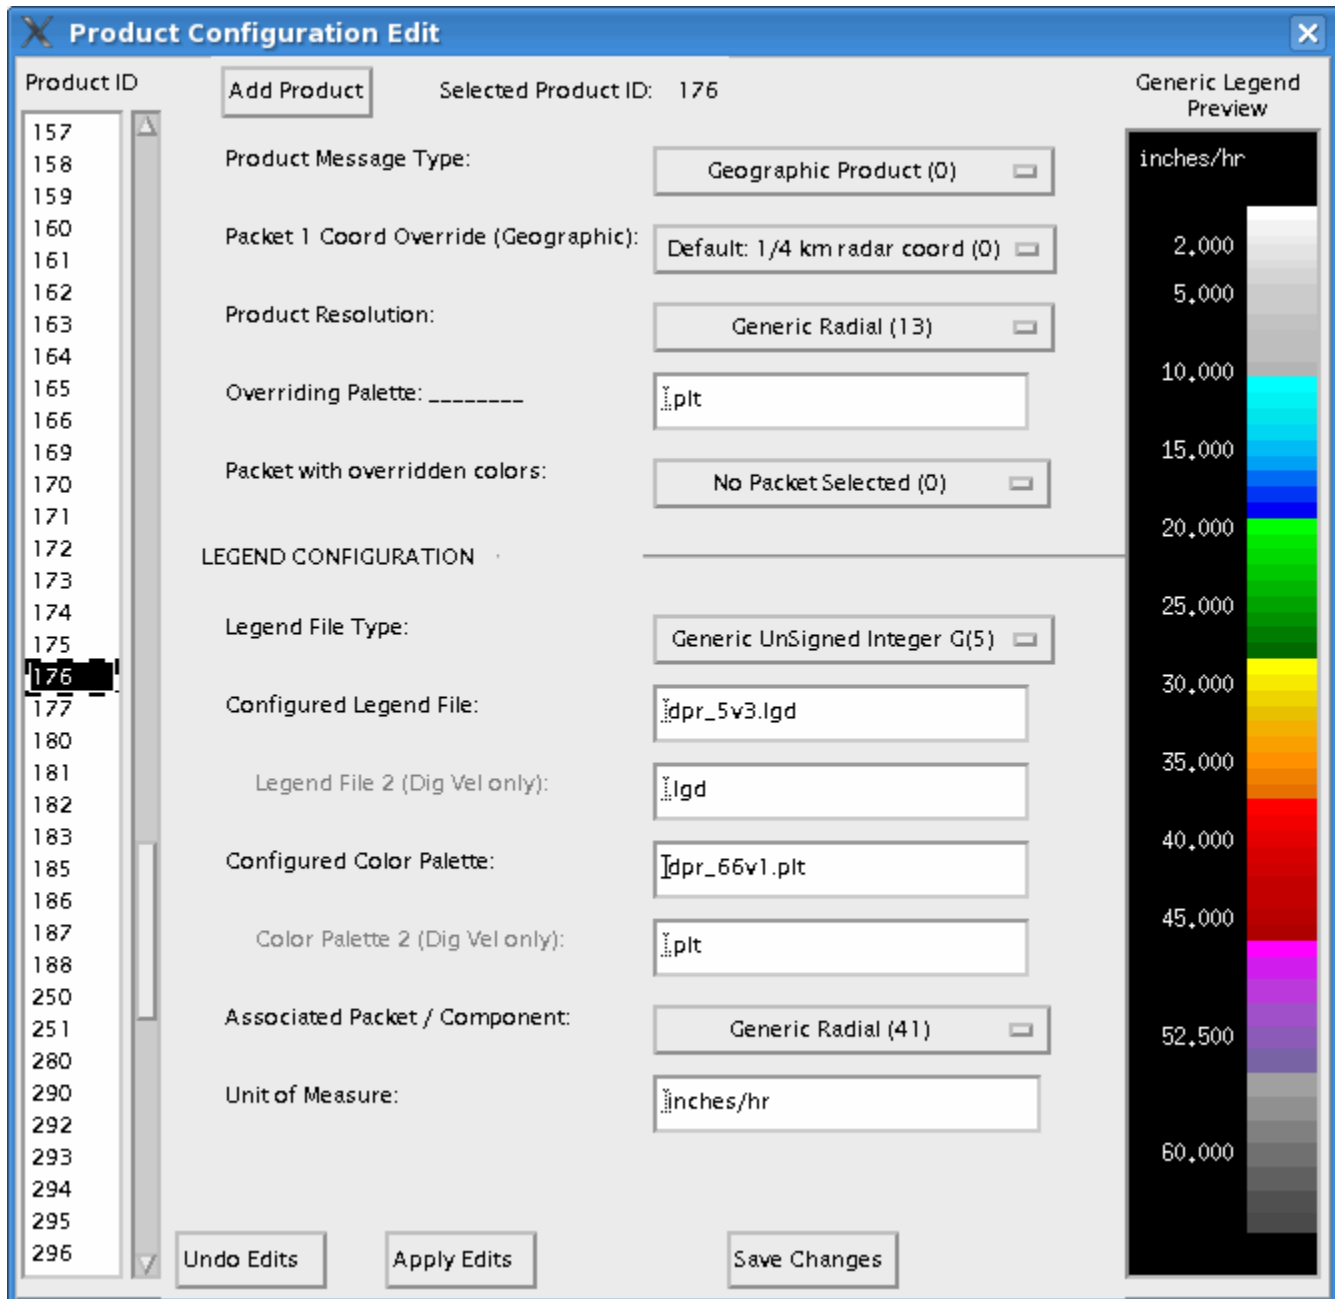 Product Configuration Edit
Product ID
Add Product
Selected Product ID: 176
Generic Legend
Preview
157
158
159
160
161
162
163
164
165
166
169
170
171
172
173
174
175
176
177
180
181
182
183
185
186
187
188
250
251
280
290
292
293
294
295
296
Product Message Type: Geographic Product (0)
Packet 1 Coord Override (Geographic): Default: 1/4 km radar coord (0)
Product Resolution: Generic Radial (13)
Overriding Palette: ________ .plt
Packet with overridden colors: No Packet Selected (0)
LEGEND CONFIGURATION
Legend File Type: Generic UnSigned Integer G(5)
Configured Legend File: dpr_5v3.lgd
Legend File 2 (Dig Vel only): .lgd
Configured Color Palette: dpr_66v1.plt
Color Palette 2 (Dig Vel only): .plt
Associated Packet / Component: Generic Radial (41)
Unit of Measure: inches/hr
Undo Edits
Apply Edits
Save Changes
inches/hr
2.000
5.000
10.000
15.000
20.000
25.000
30.000
35.000
40.000
45.000
52.500
60.000